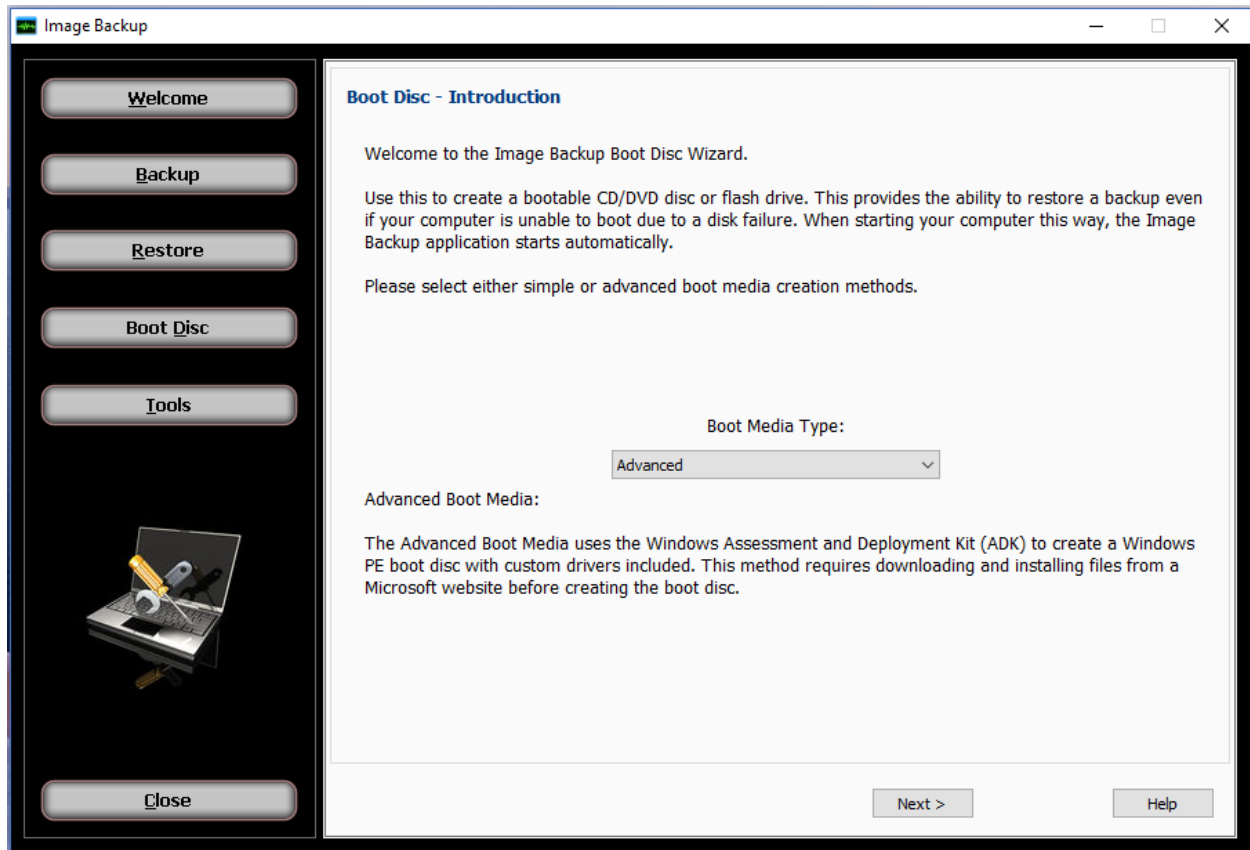 Image Backup
Welcome
Backup
Restore
Boot Disc
Tools
Close
Boot Disc - Introduction
Welcome to the Image Backup Boot Disc Wizard.
Use this to create a bootable CD/DVD disc or flash drive. This provides the ability to restore a backup even
if your computer is unable to boot due to a disk failure. When starting your computer this way, the Image
Backup application starts automatically.
Please select either simple or advanced boot media creation methods.
Boot Media Type:
Advanced
Advanced Boot Media:
The Advanced Boot Media uses the Windows Assessment and Deployment Kit (ADK) to create a Windows
PE boot disc with custom drivers included. This method requires downloading and installing files from a
Microsoft website before creating the boot disc.
Next >
Help